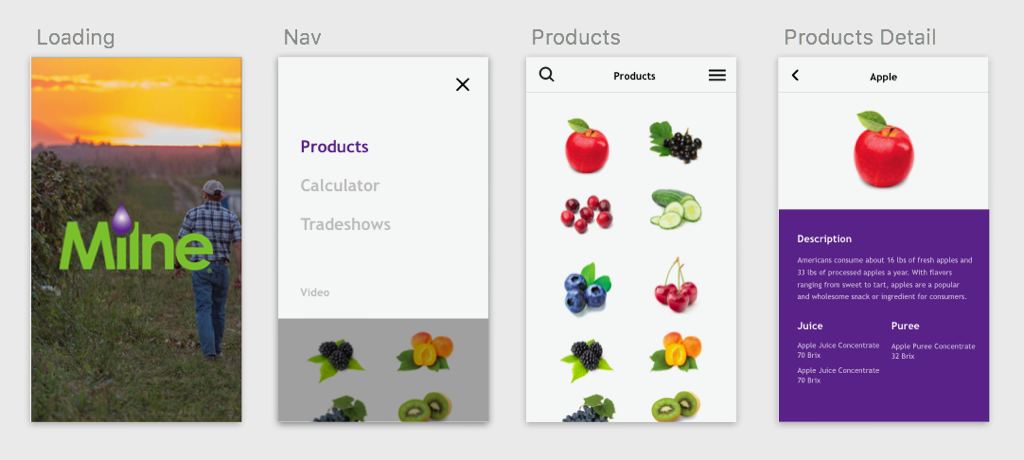 Loading
Nav
Products
Products Detail
Milne
Products
Calculator
Tradeshows
Video
Products
Apple
Description
Americans consume about 16 lbs of fresh apples and
33 lbs of processed apples a year. With flavors
ranging from sweet to tart, apples are a popular
and wholesome snack or ingredient for consumers.
Juice
Apple Juice Concentrate
70 Brix
Apple Juice Concentrate
70 Brix
Puree
Apple Puree Concentrate
32 Brix